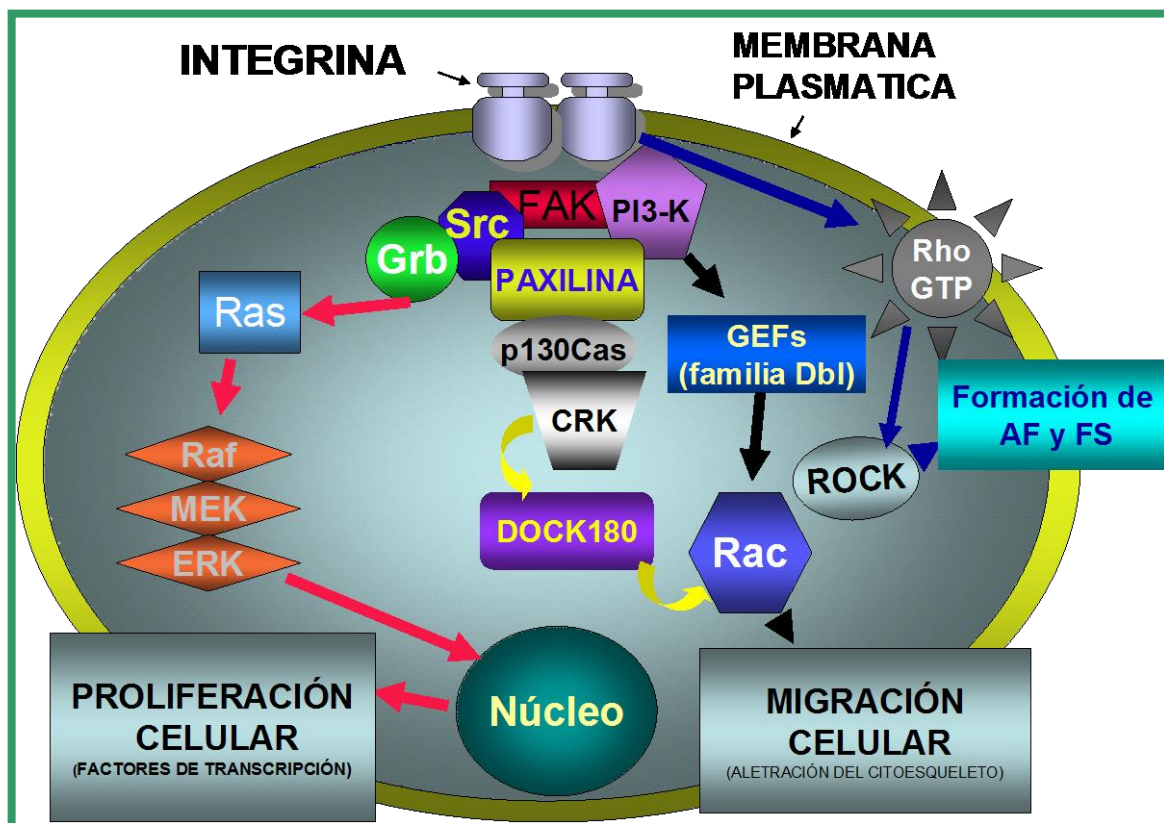 INTEGRINA
MEMBRANA
PLASMATICA
FAK
PI3-K
Src
Grb
PAXILINA
Rho
GTP
Ras
p130Cas
GEFs
(familia Dbl)
CRK
Formación de
AF y FS
Raf
MEK
ERK
ROCK
DOCK180
Rac
Núcleo
PROLIFERACIÓN
CELULAR
(FACTORES DE TRANSCRIPCIÓN)
MIGRACIÓN
CELULAR
(ALETRACIÓN DEL CITOESQUELETO)